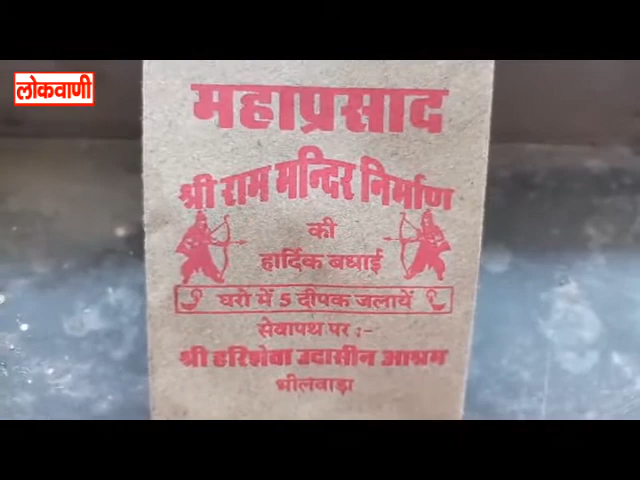 लोकवाणी
महाप्रसाद
श्री राम मन्दिर निर्माण
की
हार्दिक बधाई
घरो में 5 दीपक जलायें
सेवापथ पर :-
श्री हरिशेवा उदासीन आश्रम
भीलवाड़ा